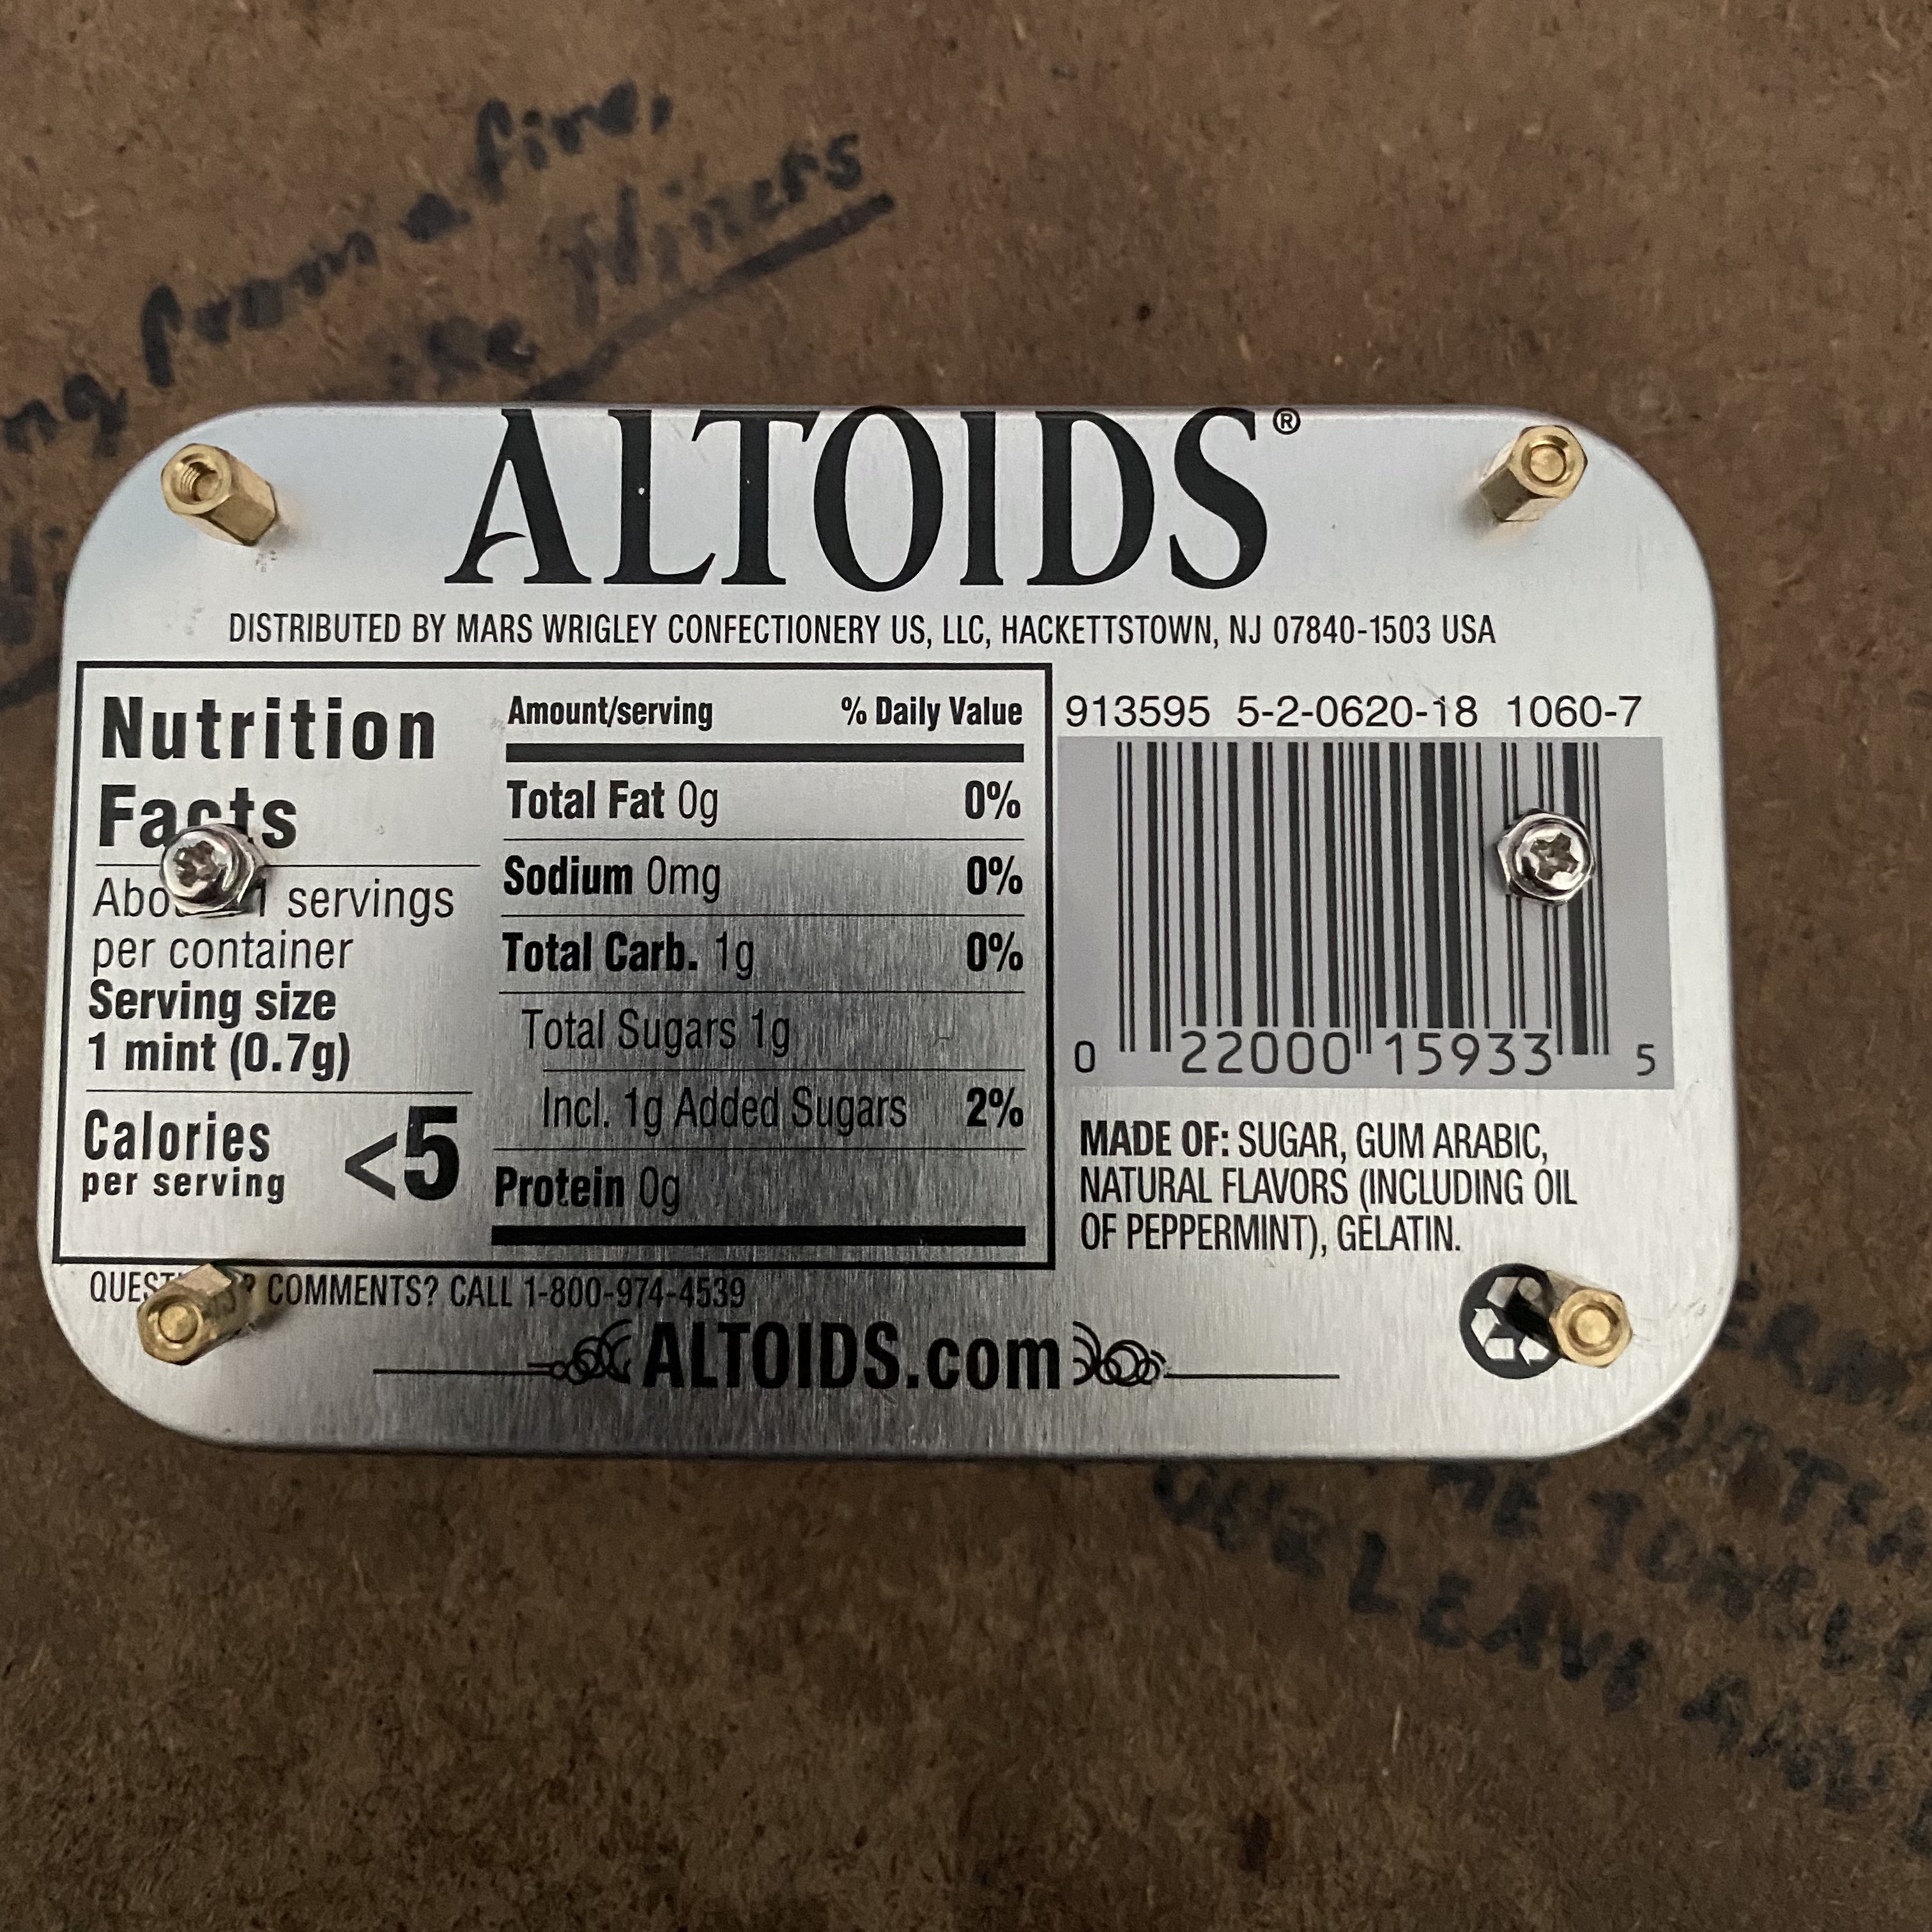 from a fire,
pliers
ALTOIDS®
DISTRIBUTED BY MARS WRIGLEY CONFECTIONERY US, LLC, HACKETTSTOWN, NJ 07840-1503 USA
Nutrition
Facts
servings
per container
Serving size
1 mint (0.7g)
Calories
per serving
<5
Amount/serving % Daily Value
Total Fat 0g 0%
Sodium 0mg 0%
Total Carb. 1g 0%
Total Sugars 1g
Incl. 1g Added Sugars 2%
Protein 0g
913595 5-2-0620-18 1060-7
0 22000 15933 5
MADE OF: SUGAR, GUM ARABIC,
NATURAL FLAVORS (INCLUDING OIL
OF PEPPERMINT), GELATIN.
COMMENTS? CALL 1-800-974-4539
ALTOIDS.com
LEAVE